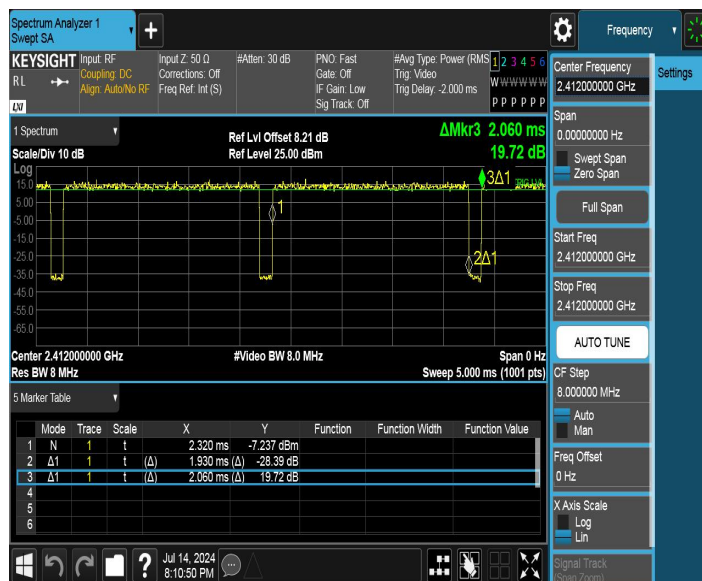 Spectrum Analyzer 1
Swept SA
Frequency
KEYSIGHT
RL
LXI
Input: RF
Coupling: DC
Align: Auto/No RF
Input Z: 50 Ω
Corrections: Off
Freq Ref: Int (S)
#Atten: 30 dB
PNO: Fast
Gate: Off
IF Gain: Low
Sig Track: Off
#Avg Type: Power (RMS
Trig: Video
Trig Delay: -2.000 ms
1 2 3 4 5 6
W W W W W W
P P P P P P
1 Spectrum
Scale/Div 10 dB
Ref Lvl Offset 8.21 dB
Ref Level 25.00 dBm
ΔMkr3 2.060 ms
19.72 dB
Log
15.0
5.00
-5.00
-15.0
-25.0
-35.0
-45.0
-55.0
-65.0
1
2Δ1
3Δ1
TRIG LVL
Center 2.412000000 GHz
#Video BW 8.0 MHz
Span 0 Hz
Res BW 8 MHz
Sweep 5.000 ms (1001 pts)
5 Marker Table
Mode Trace Scale X Y Function Function Width Function Value
1 N 1 t 2.320 ms -7.237 dBm
2 Δ1 1 t (Δ) 1.930 ms (Δ) -28.39 dB
3 Δ1 1 t (Δ) 2.060 ms (Δ) 19.72 dB
4
5
6
?
Jul 14, 2024
8:10:50 PM
Center Frequency
2.412000000 GHz
Settings
Span
0.00000000 Hz
Swept Span
Zero Span
Full Span
Start Freq
2.412000000 GHz
Stop Freq
2.412000000 GHz
AUTO TUNE
CF Step
8.000000 MHz
Auto
Man
Freq Offset
0 Hz
X Axis Scale
Log
Lin
Signal Track
(Span Zoom)